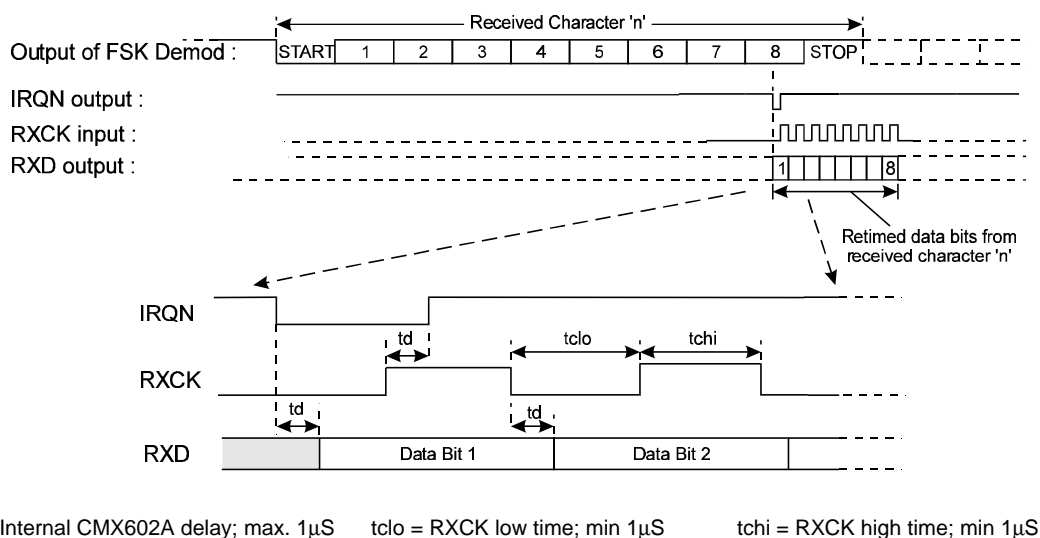 Received Character 'n'
Output of FSK Demod : START 1 2 3 4 5 6 7 8 STOP
IRQN output :
RXCK input :
RXD output : 1 8
Retimed data bits from
received character 'n'
IRQN
td tclo tchi
RXCK
td td
RXD Data Bit 1 Data Bit 2
Internal CMX602A delay; max. 1µS tclo = RXCK low time; min 1µS tchi = RXCK high time; min 1µS